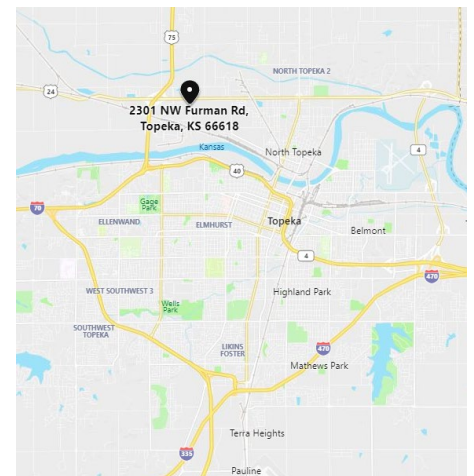 75
NORTH TOPEKA 2
24
2301 NW Furman Rd,
Topeka, KS 66618
Kansas
North Topeka
4
40
Gage
Park
70
ELLENWAND.
ELMHURST
Topeka
Belmont
4
470
WEST SOUTHWEST 3
Highland Park
Wells
Park
SOUTHWEST
TOPEKA
LIKINS
FOSTER
470
Mathews Park
Terra Heights
335
Pauline